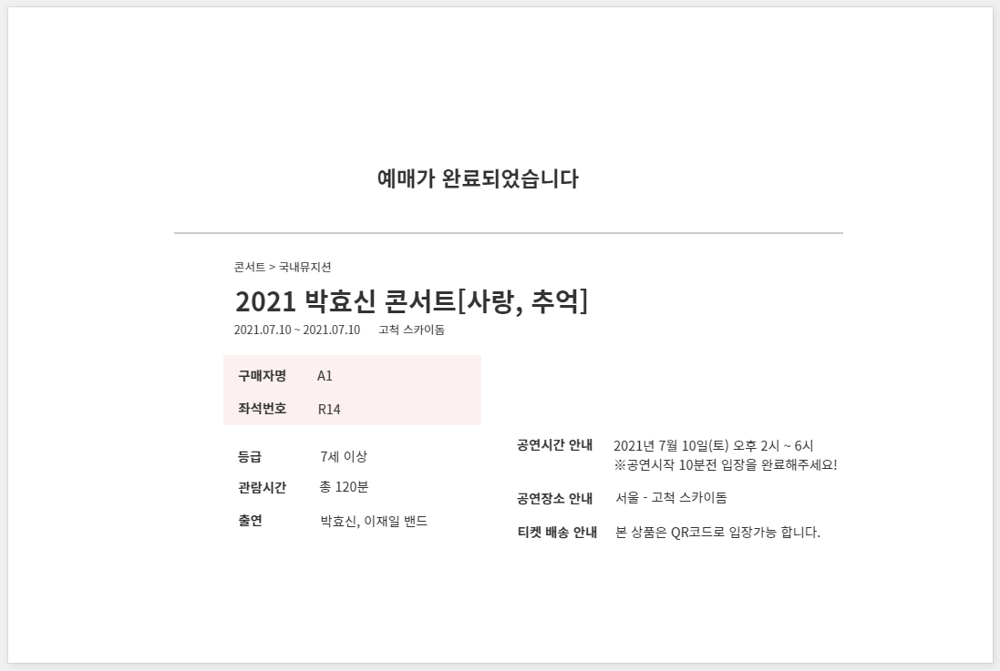 예매가 완료되었습니다
콘서트 > 국내뮤지션
2021 박효신 콘서트[사랑, 추억]
2021.07.10 ~ 2021.07.10 고척 스카이돔
구매자명 A1
좌석번호 R14
등급 7세 이상
관람시간 총 120분
출연 박효신, 이재일 밴드
공연시간 안내 2021년 7월 10일(토) 오후 2시 ~ 6시
※공연시작 10분전 입장을 완료해주세요!
공연장소 안내 서울 - 고척 스카이돔
티켓 배송 안내 본 상품은 QR코드로 입장가능 합니다.